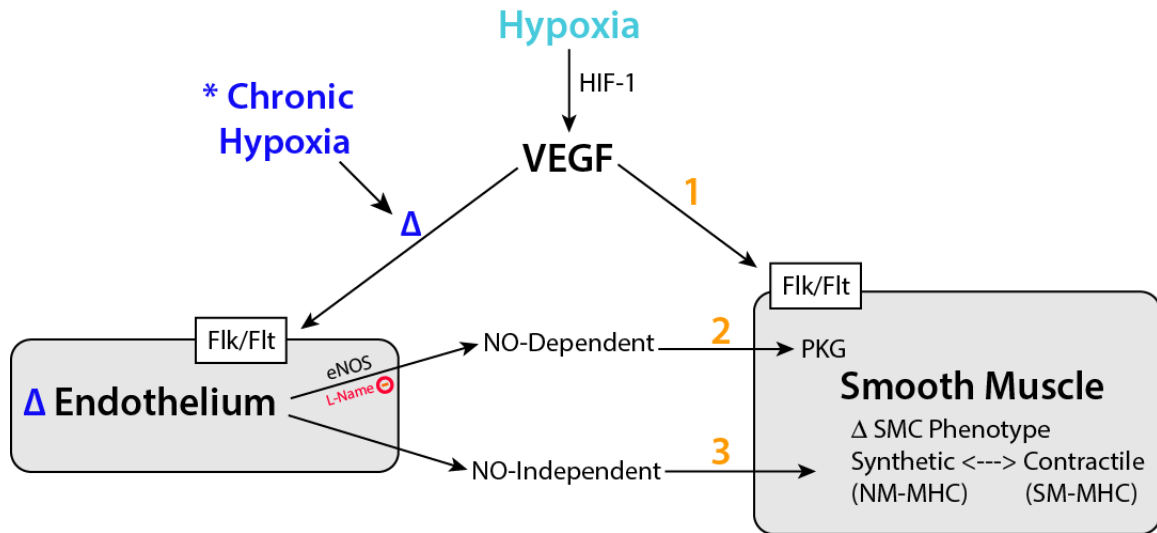 Hypoxia
HIF-1
* Chronic
Hypoxia
VEGF
1
Δ
Flk/Flt
Flk/Flt
NO-Dependent
2
PKG
eNOS
L-Name -
Δ Endothelium
Smooth Muscle
Δ SMC Phenotype
NO-Independent
3
Synthetic <---> Contractile
(NM-MHC) (SM-MHC)